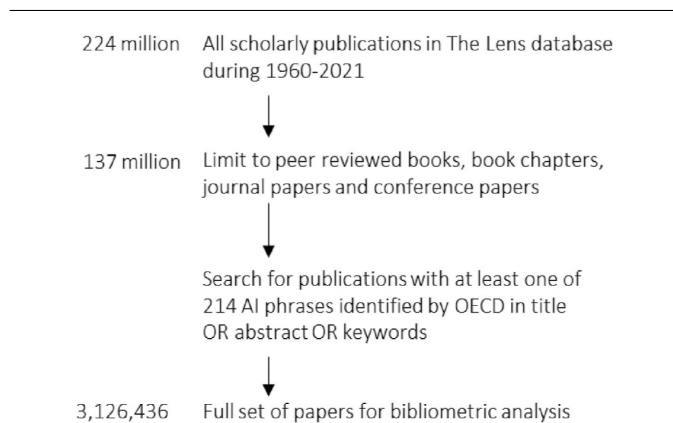 224 million All scholarly publications in The Lens database
during 1960-2021
137 million Limit to peer reviewed books, book chapters,
journal papers and conference papers
Search for publications with at least one of
214 AI phrases identified by OECD in title
OR abstract OR keywords
3,126,436 Full set of papers for bibliometric analysis